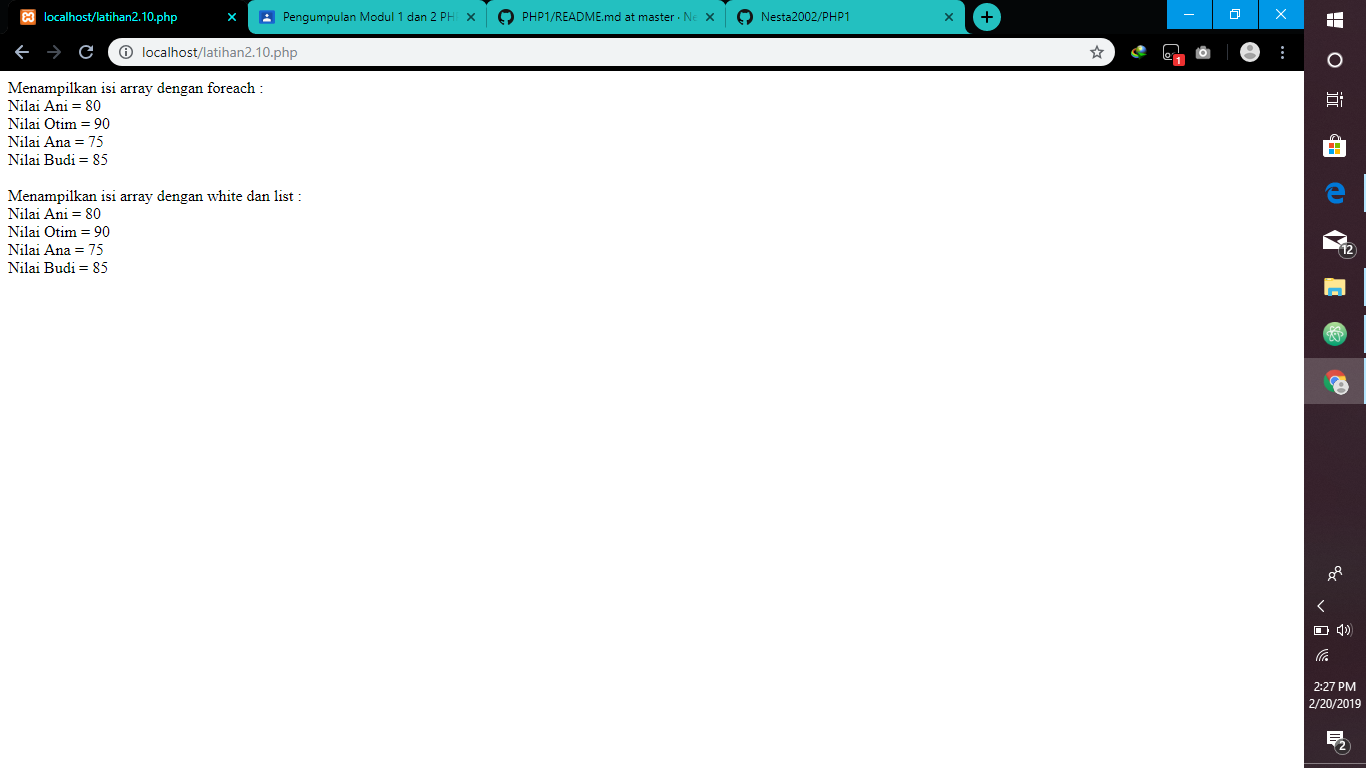 localhost/latihan2.10.php
Pengumpulan Modul 1 dan 2 PH
PHP1/README.md at master · Ne
Nesta2002/PHP1
localhost/latihan2.10.php
1
Menampilkan isi array dengan foreach :
Nilai Ani = 80
Nilai Otim = 90
Nilai Ana = 75
Nilai Budi = 85
Menampilkan isi array dengan white dan list :
Nilai Ani = 80
Nilai Otim = 90
Nilai Ana = 75
Nilai Budi = 85
12
2:27 PM
2/20/2019
2